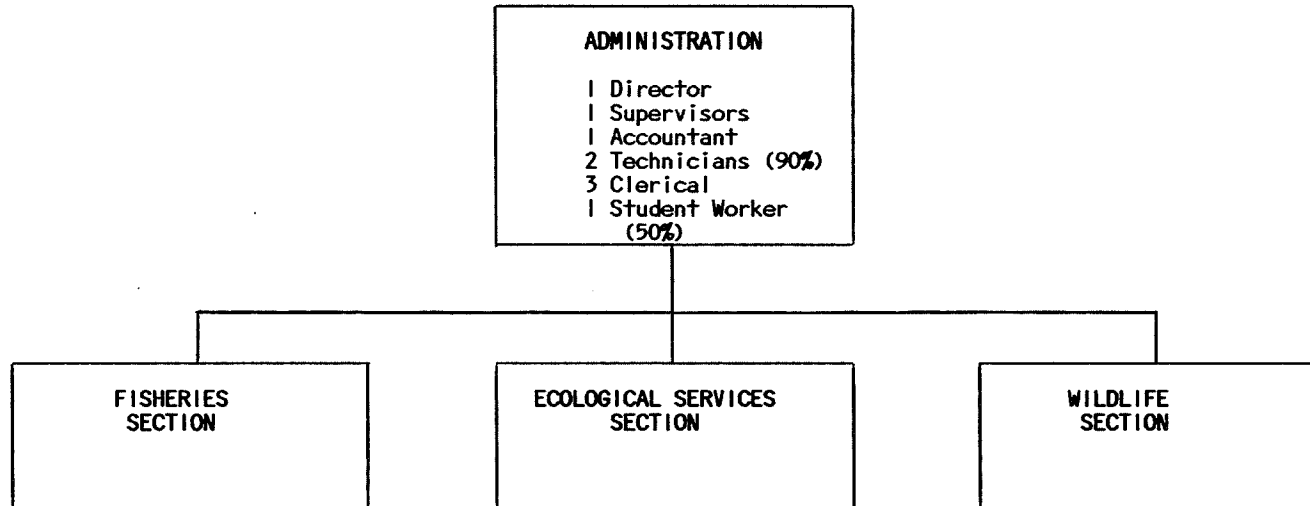 ADMINISTRATION
1 Director
1 Supervisors
1 Accountant
2 Technicians (90%)
3 Clerical
1 Student Worker
(50%)
FISHERIES
SECTION
ECOLOGICAL SERVICES
SECTION
WILDLIFE
SECTION